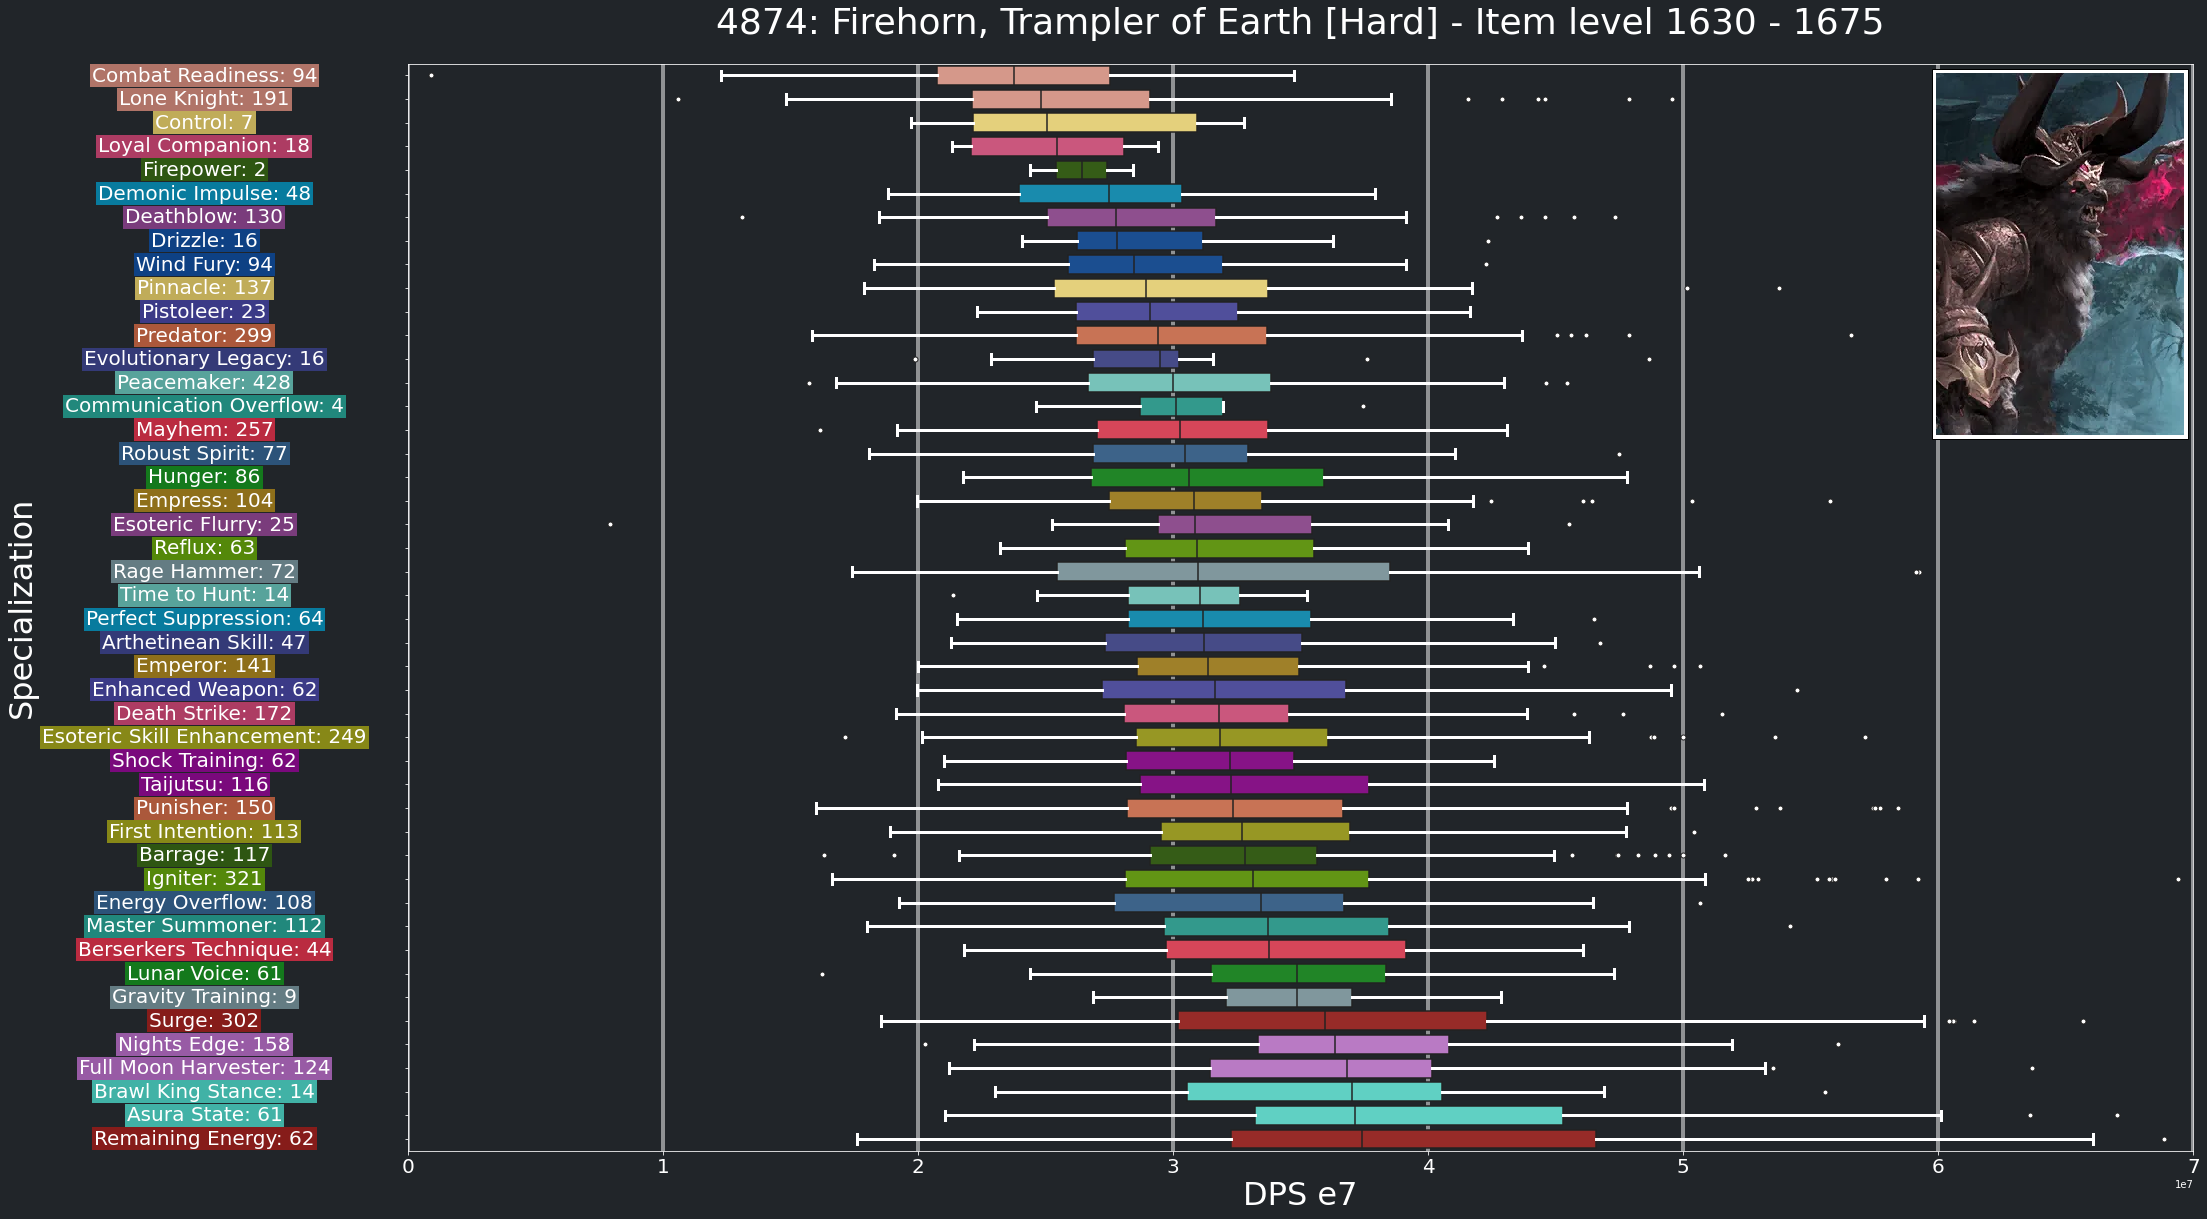 4874: Firehorn, Trampler of Earth [Hard] - Item level 1630 - 1675
Specialization
Combat Readiness: 94
Lone Knight: 191
Control: 7
Loyal Companion: 18
Firepower: 2
Demonic Impulse: 48
Deathblow: 130
Drizzle: 16
Wind Fury: 94
Pinnacle: 137
Pistoleer: 23
Predator: 299
Evolutionary Legacy: 16
Peacemaker: 428
Communication Overflow: 4
Mayhem: 257
Robust Spirit: 77
Hunger: 86
Empress: 104
Esoteric Flurry: 25
Reflux: 63
Rage Hammer: 72
Time to Hunt: 14
Perfect Suppression: 64
Arthetinean Skill: 47
Emperor: 141
Enhanced Weapon: 62
Death Strike: 172
Esoteric Skill Enhancement: 249
Shock Training: 62
Taijutsu: 116
Punisher: 150
First Intention: 113
Barrage: 117
Igniter: 321
Energy Overflow: 108
Master Summoner: 112
Berserkers Technique: 44
Lunar Voice: 61
Gravity Training: 9
Surge: 302
Nights Edge: 158
Full Moon Harvester: 124
Brawl King Stance: 14
Asura State: 61
Remaining Energy: 62
0 1 2 3 4 5 6 7
1e7
DPS e7